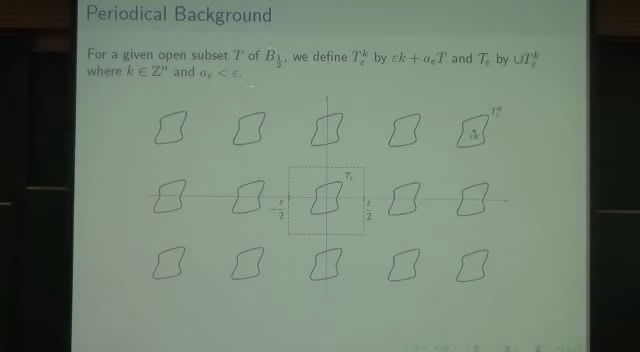 Periodical Background
For a given open subset T of B_{1/2}, we define T_ε^k by εk + a_εT and T_ε by ∪T_ε^k
where k ∈ ℤ^n and a_ε < ε.
T_ε^k
εk
T_ε
-ε/2
ε/2